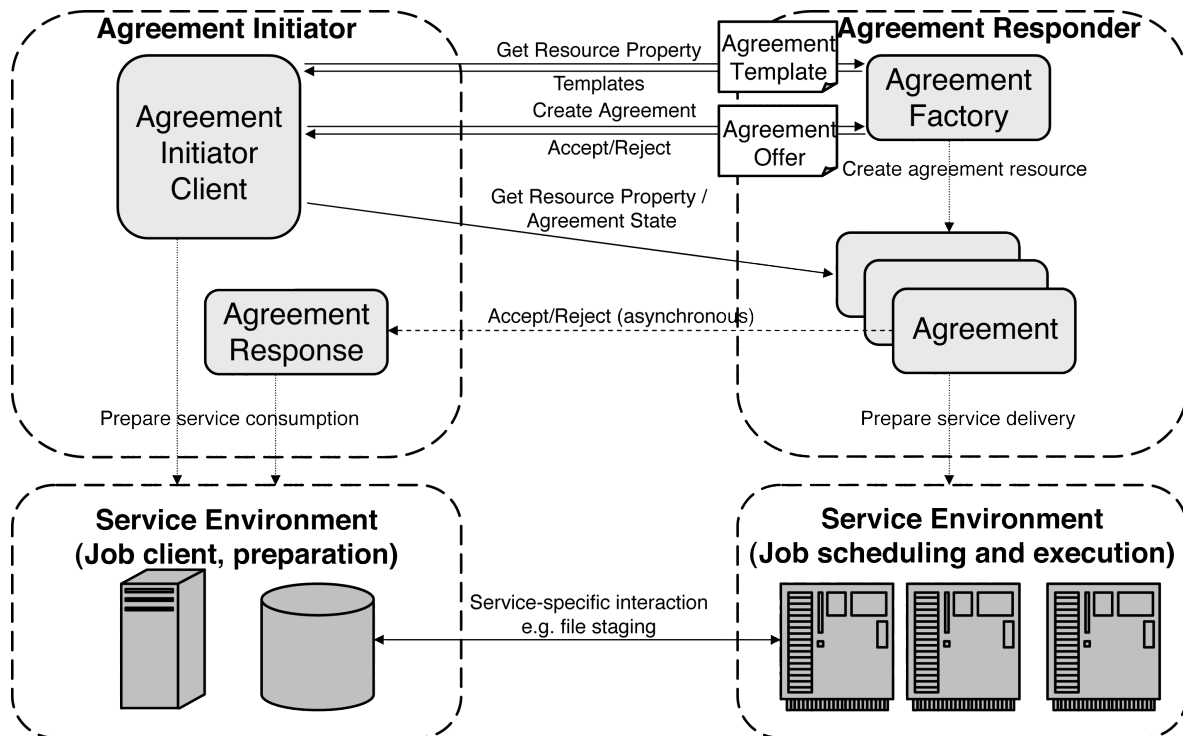 Agreement Initiator
Agreement Responder
Get Resource Property
Templates
Agreement
Template
Agreement
Initiator
Client
Agreement
Factory
Create Agreement
Accept/Reject
Agreement
Offer
Create agreement resource
Get Resource Property /
Agreement State
Agreement
Response
Accept/Reject (asynchronous)
Agreement
Prepare service consumption
Prepare service delivery
Service Environment
(Job client, preparation)
Service Environment
(Job scheduling and execution)
Service-specific interaction
e.g. file staging